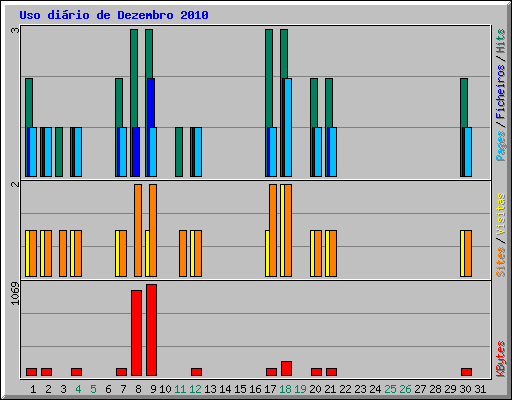 Uso diário de Dezembro 2010
3
2
1069
Pages / Ficheiros / Hits
Sites / Visitas
KBytes
1 2 3 4 5 6 7 8 9 10 11 12 13 14 15 16 17 18 19 20 21 22 23 24 25 26 27 28 29 30 31